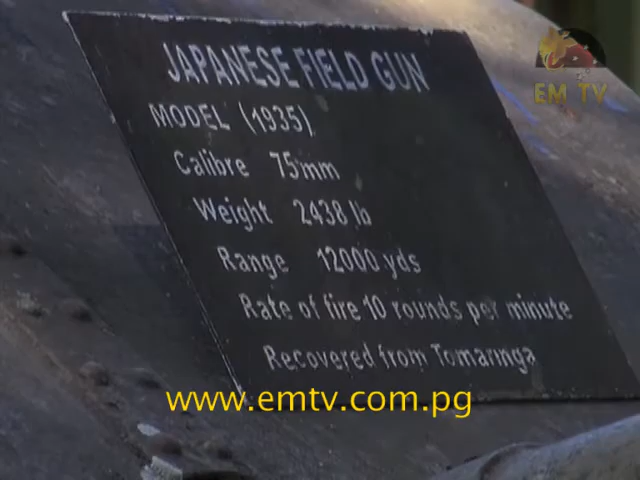 EM TV
JAPANESE FIELD GUN
MODEL (1935)
Calibre 75mm
Weight 2438 lb
Range 12000 yds
Rate of fire 10 rounds per minute
Recovered from Tomaringa
www.emtv.com.pg